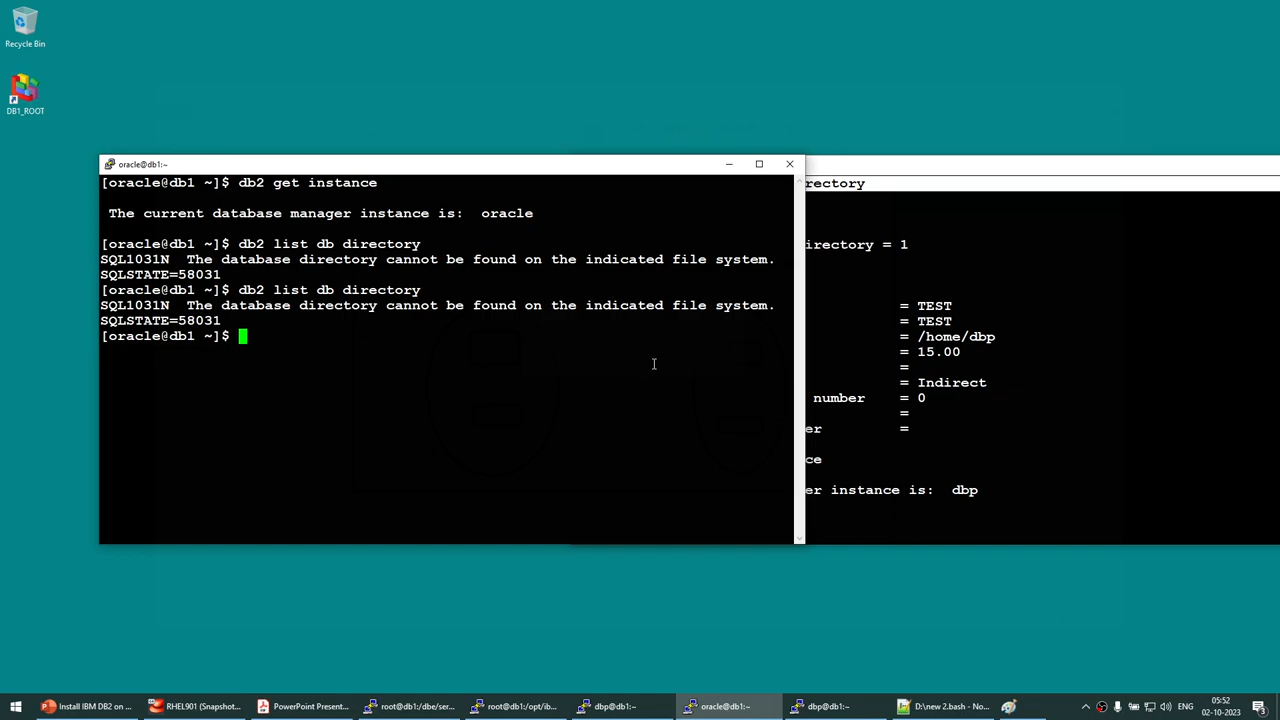 Recycle Bin
DB1_ROOT
oracle@db1:~
[oracle@db1 ~]$ db2 get instance
The current database manager instance is:  oracle
[oracle@db1 ~]$ db2 list db directory
SQL1031N  The database directory cannot be found on the indicated file system.
SQLSTATE=58031
[oracle@db1 ~]$ db2 list db directory
SQL1031N  The database directory cannot be found on the indicated file system.
SQLSTATE=58031
[oracle@db1 ~]$
rectory
irectory = 1
= TEST
= TEST
= /home/dbp
= 15.00
=
= Indirect
number = 0
=
er =
ce
er instance is:  dbp
Install IBM DB2 on ...
RHEL901 (Snapshot...
PowerPoint Present...
root@db1:/dbe/ser...
root@db1:/opt/ib...
dbp@db1:~
oracle@db1:~
dbp@db1:~
D:\new 2.bash - No...
ENG
05:52
02-10-2023